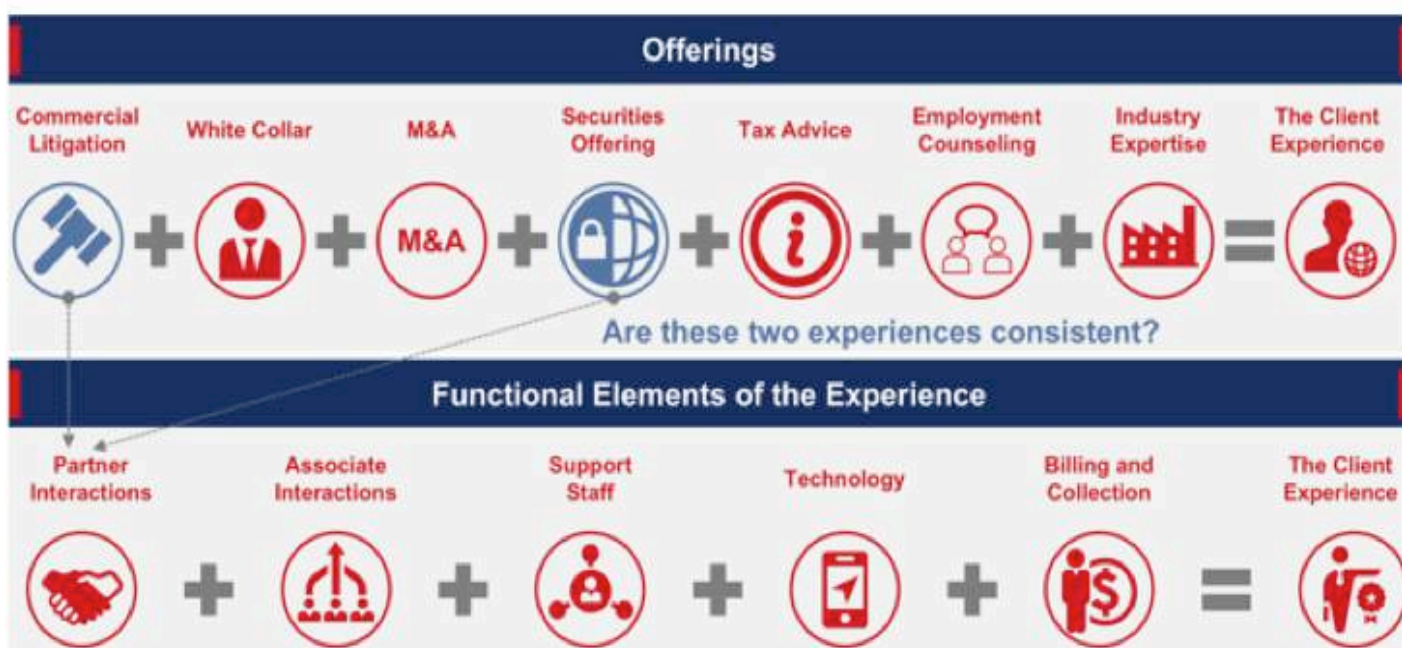 Offerings
Commercial
Litigation
White Collar
M&A
Securities
Offering
Tax Advice
Employment
Counseling
Industry
Expertise
The Client
Experience
M&A
Are these two experiences consistent?
Functional Elements of the Experience
Partner
Interactions
Associate
Interactions
Support
Staff
Technology
Billing and
Collection
The Client
Experience